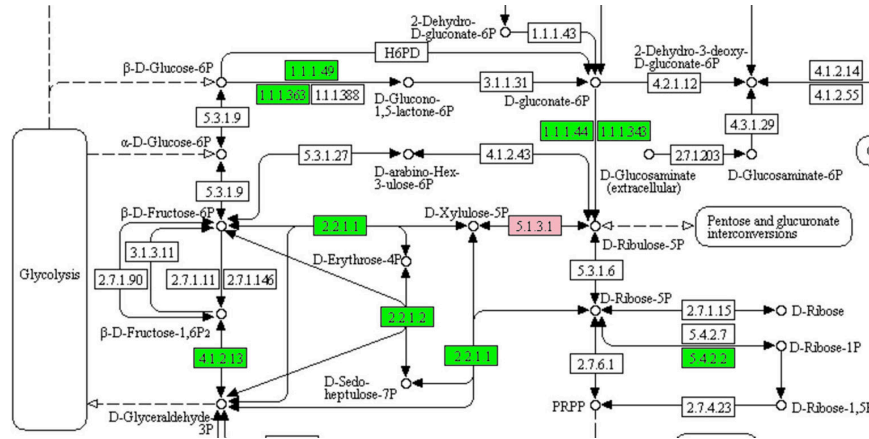 2-Dehydro-
D-gluconate-6P
1.1.1.43
2-Dehydro-3-deoxy-
D-gluconate-6P
H6PD
β-D-Glucose-6P
1.1.1.49
1.1.1.363
1.1.1.388
D-Glucono-
1,5-lactone-6P
3.1.1.31
D-gluconate-6P
4.2.1.12
4.1.2.14
4.1.2.55
5.3.1.9
1.1.1.44
1.1.1.343
4.3.1.29
α-D-Glucose-6P
5.3.1.27
4.1.2.43
2.7.1.203
D-arabino-Hex-
3-ulose-6P
D-Glucosaminate
(extracellular)
D-Glucosaminate-6P
5.3.1.9
β-D-Fructose-6P
2.2.1.1
D-Xylulose-5P
5.1.3.1
D-Ribulose-5P
Pentose and glucuronate
interconversions
3.1.3.11
D-Erythrose-4P
Glycolysis
2.7.1.90
2.7.1.11
2.7.1.146
5.3.1.6
D-Ribose-5P
2.7.1.15
D-Ribose
2.2.1.2
5.4.2.7
β-D-Fructose-1,6P2
5.4.2.2
D-Ribose-1P
4.1.2.13
2.2.1.1
2.7.6.1
D-Sedo-
heptulose-7P
D-Glyceraldehyde
3P
PRPP
2.7.4.23
D-Ribose-1,5P